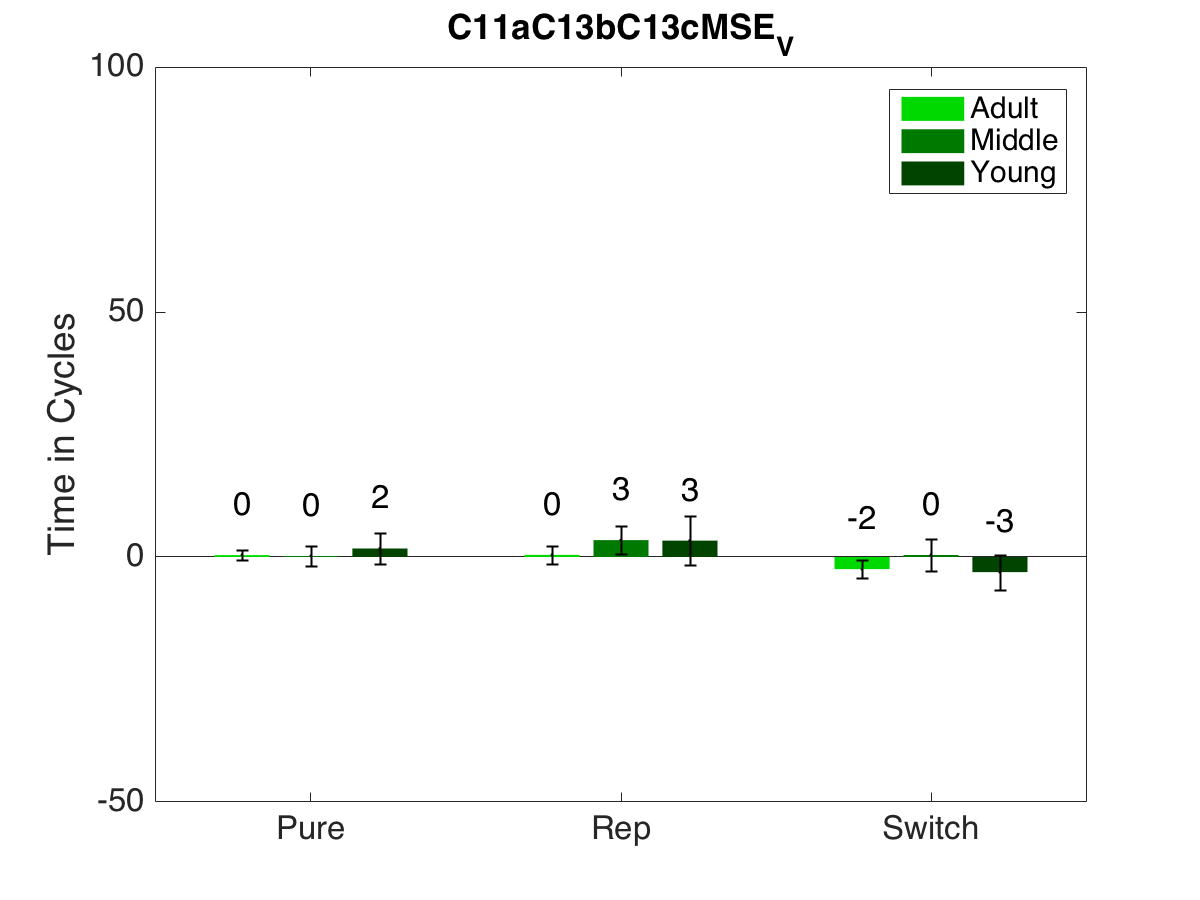 C11aC13bC13cMSE_V
100
50
0
-50
Time in Cycles
Adult
Middle
Young
0 0 2 0 3 3 -2 0 -3
Pure Rep Switch